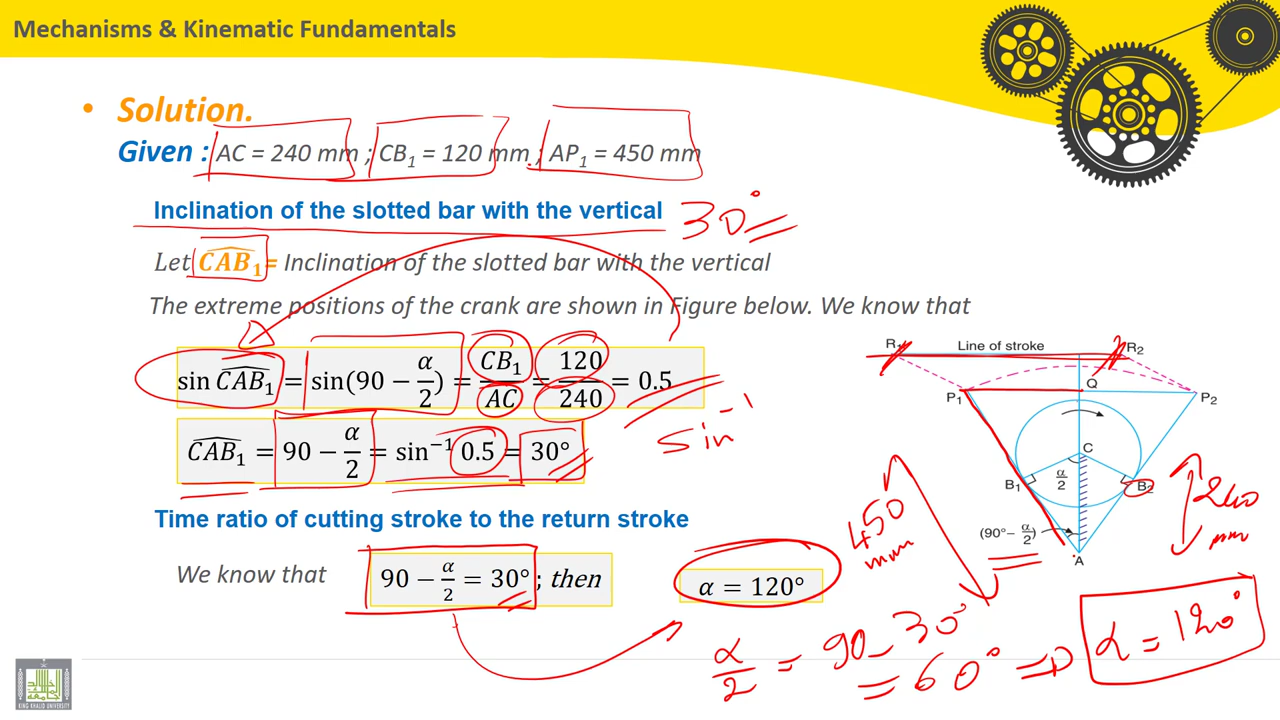 Mechanisms & Kinematic Fundamentals
• Solution.
Given : AC = 240 mm ; CB₁ = 120 mm ; AP₁ = 450 mm
Inclination of the slotted bar with the vertical 30°
Let CAB₁ = Inclination of the slotted bar with the vertical
The extreme positions of the crank are shown in Figure below. We know that
sin CAB₁ = sin(90 − α/2) = CB₁/AC = 120/240 = 0.5
sin⁻¹
CAB₁ = 90 − α/2 = sin⁻¹ 0.5 = 30°
Time ratio of cutting stroke to the return stroke
We know that 90 − α/2 = 30° ; then α = 120°
α/2 = 90 − 30°
= 60° ⇒ α = 120°
R₁ Line of stroke R₂
Q
P₁ P₂
C
B₁ α/2 B₂
(90° − α/2)
A
450 mm
240 mm
KING KHALID UNIVERSITY